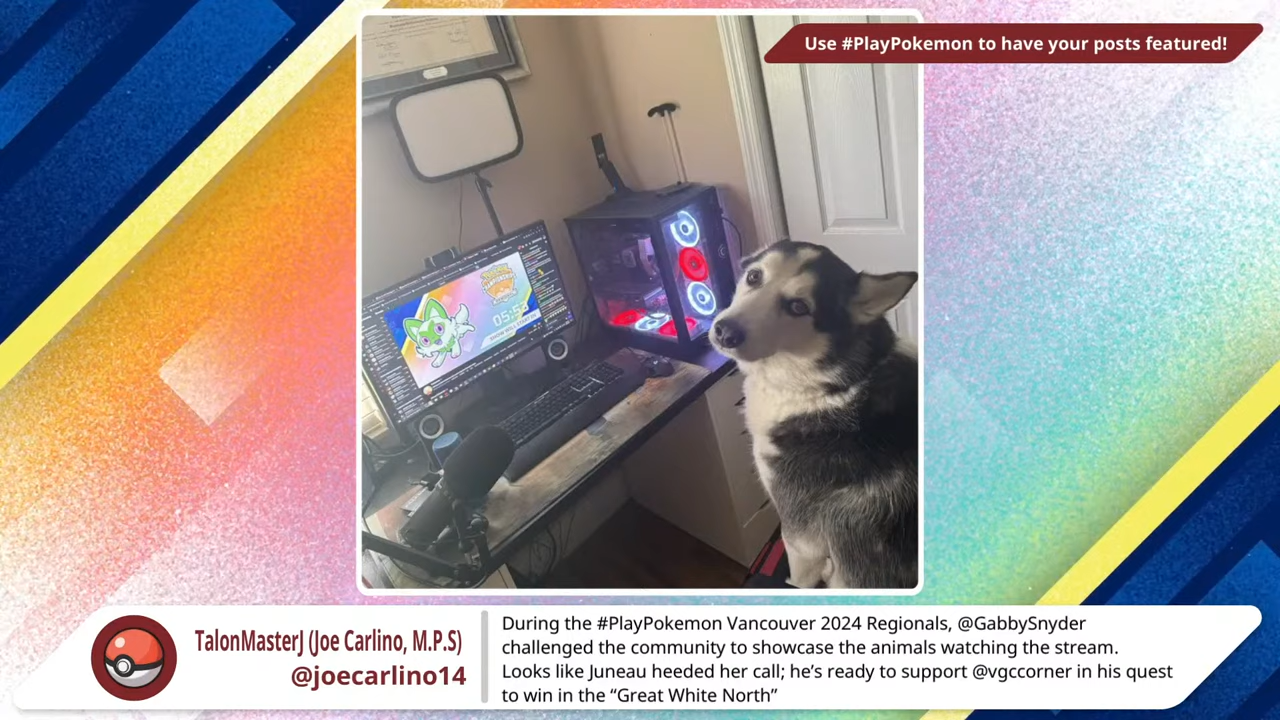 Use #PlayPokemon to have your posts featured!
05:5
TalonMasterJ (Joe Carlino, M.P.S)
@joecarlino14
During the #PlayPokemon Vancouver 2024 Regionals, @GabbySnyder
challenged the community to showcase the animals watching the stream.
Looks like Juneau heeded her call; he's ready to support @vgccorner in his quest
to win in the “Great White North”